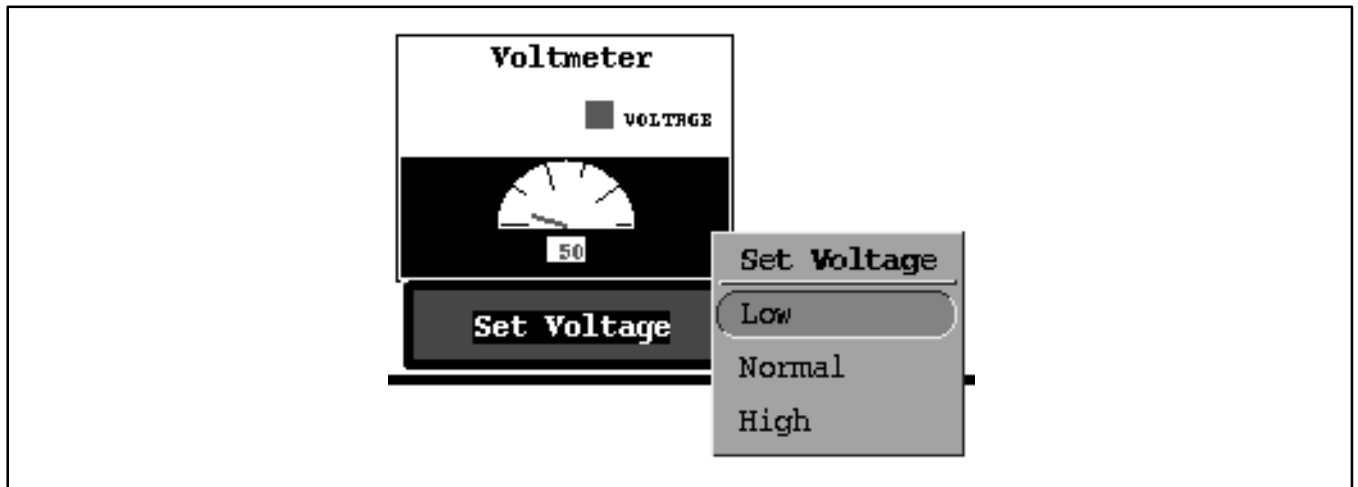 Voltmeter
VOLTAGE
50
Set Voltage
Set Voltage
Low
Normal
High